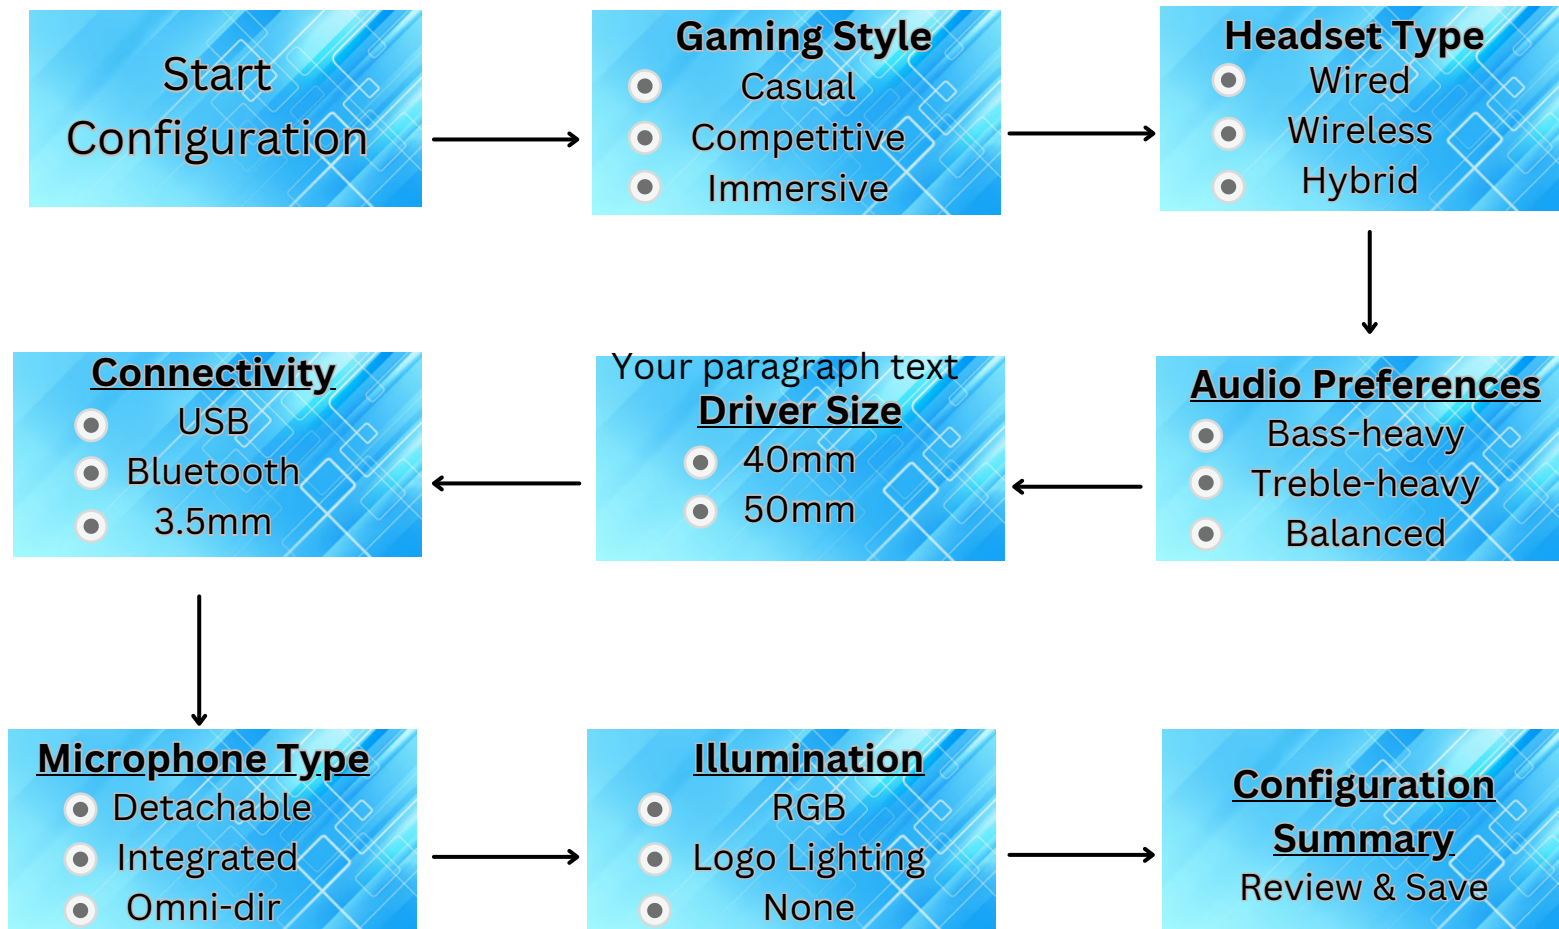 Start
Configuration
Gaming Style
Casual
Competitive
Immersive
Headset Type
Wired
Wireless
Hybrid
Audio Preferences
Bass-heavy
Treble-heavy
Balanced
Your paragraph text
Driver Size
40mm
50mm
Connectivity
USB
Bluetooth
3.5mm
Microphone Type
Detachable
Integrated
Omni-dir
Illumination
RGB
Logo Lighting
None
Configuration
Summary
Review & Save